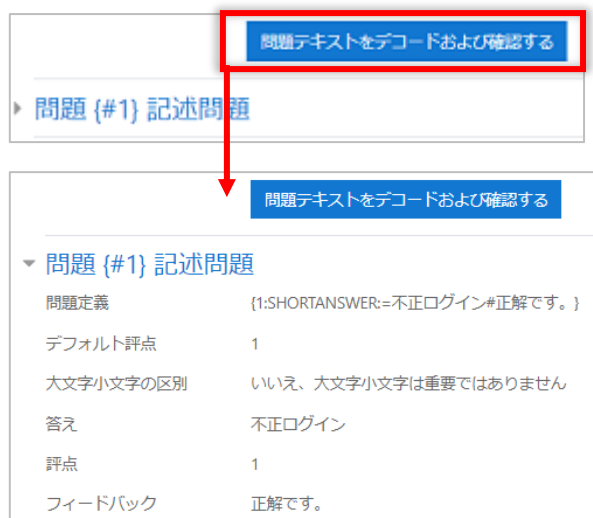 問題テキストをデコードおよび確認する
問題 {#1} 記述問題
問題テキストをデコードおよび確認する
問題 {#1} 記述問題
問題定義 {1:SHORTANSWER:=不正ログイン#正解です。}
デフォルト評点 1
大文字小文字の区別 いいえ、大文字小文字は重要ではありません
答え 不正ログイン
評点 1
フィードバック 正解です。